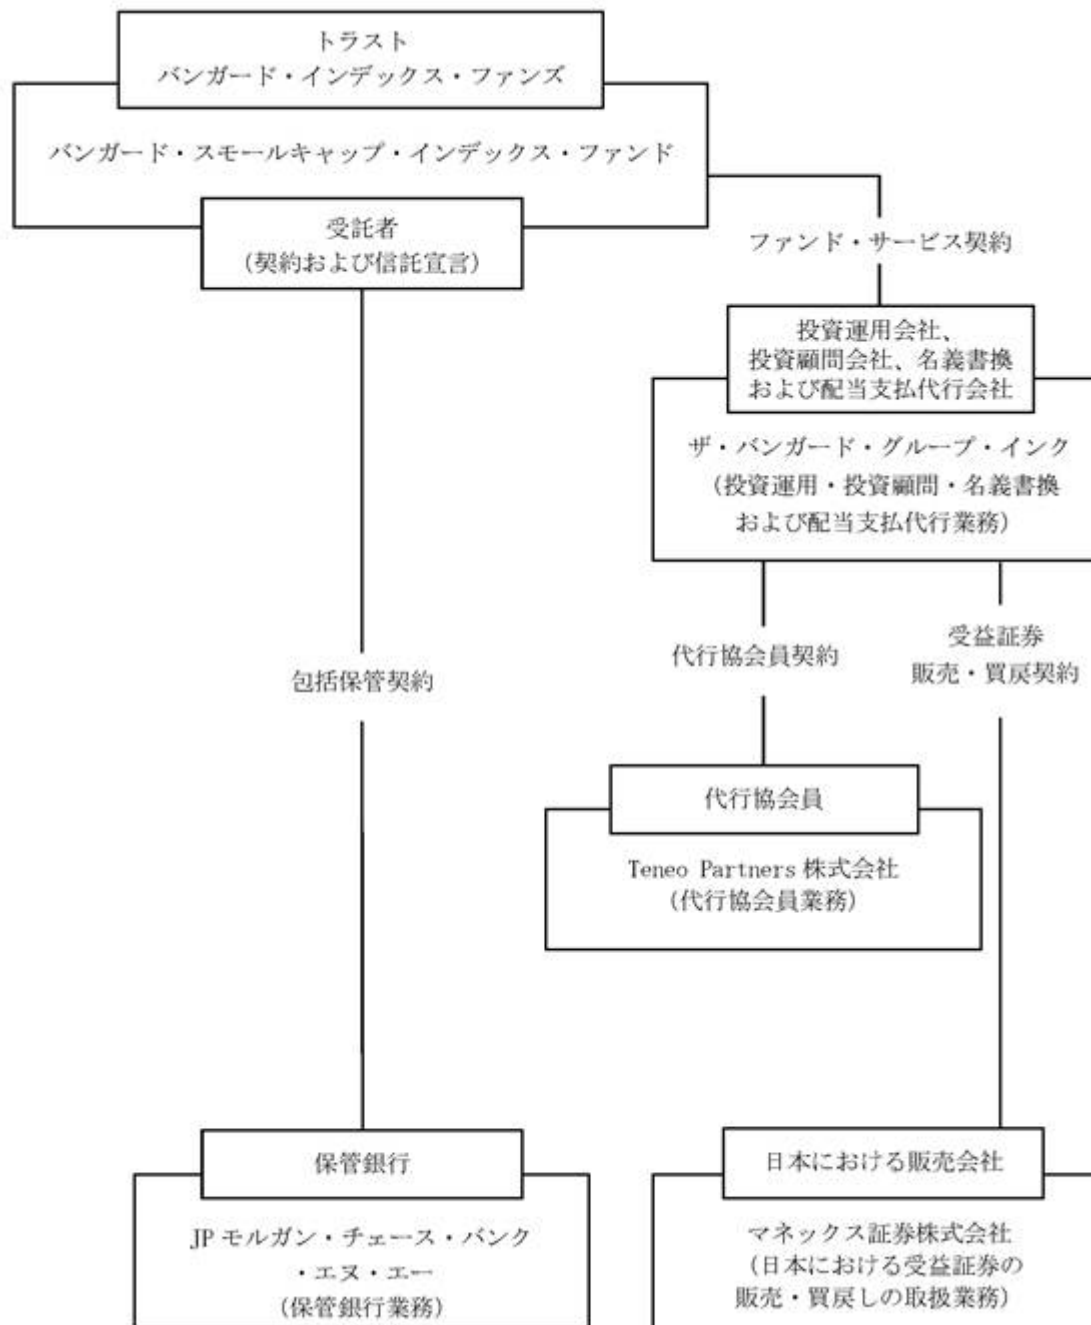 トラスト
バンガード・インデックス・ファンズ
バンガード・スモールキャップ・インデックス・ファンド
受託者
（契約および信託宣言）
ファンド・サービス契約
投資運用会社、
投資顧問会社、名義書換
および配当支払代行会社
ザ・バンガード・グループ・インク
（投資運用・投資顧問・名義書換
および配当支払代行業務）
包括保管契約
代行協会員契約
受益証券
販売・買戻契約
代行協会員
Teneo Partners 株式会社
（代行協会員業務）
保管銀行
JP モルガン・チェース・バンク
・エヌ・エー
（保管銀行業務）
日本における販売会社
マネックス証券株式会社
（日本における受益証券の
販売・買戻しの取扱業務）